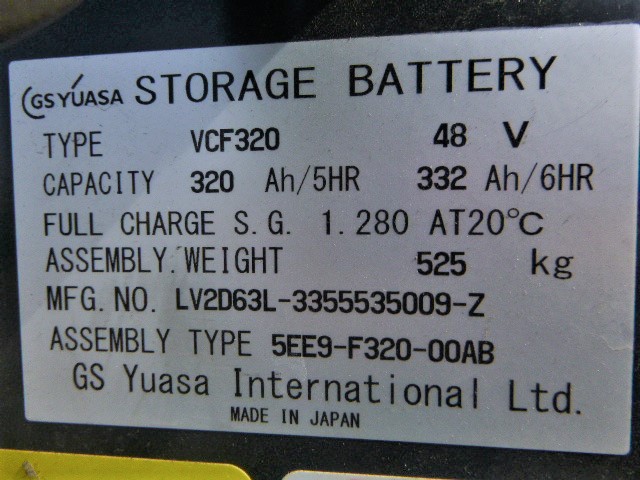 GS YUASA STORAGE BATTERY
TYPE VCF320 48 V
CAPACITY 320 Ah/5HR 332 Ah/6HR
FULL CHARGE S.G. 1.280 AT20℃
ASSEMBLY.WEIGHT 525 kg
MFG.NO. LV2D63L-3355535009-Z
ASSEMBLY TYPE 5EE9-F320-00AB
GS Yuasa International Ltd.
MADE IN JAPAN